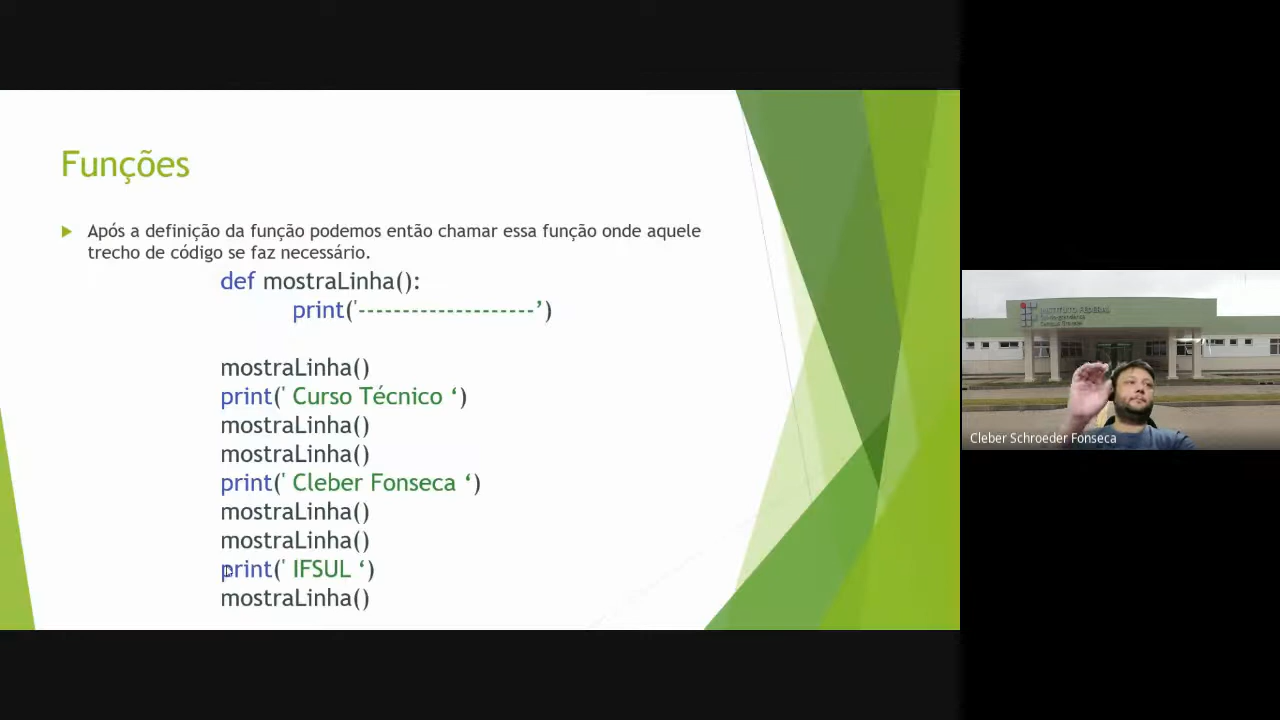 Funções
Após a definição da função podemos então chamar essa função onde aquele
trecho de código se faz necessário.
def mostraLinha():
print('--------------------’)
mostraLinha()
print(' Curso Técnico ‘)
mostraLinha()
mostraLinha()
print(' Cleber Fonseca ‘)
mostraLinha()
mostraLinha()
print(' IFSUL ‘)
mostraLinha()
INSTITUTO FEDERAL
Cleber Schroeder Fonseca